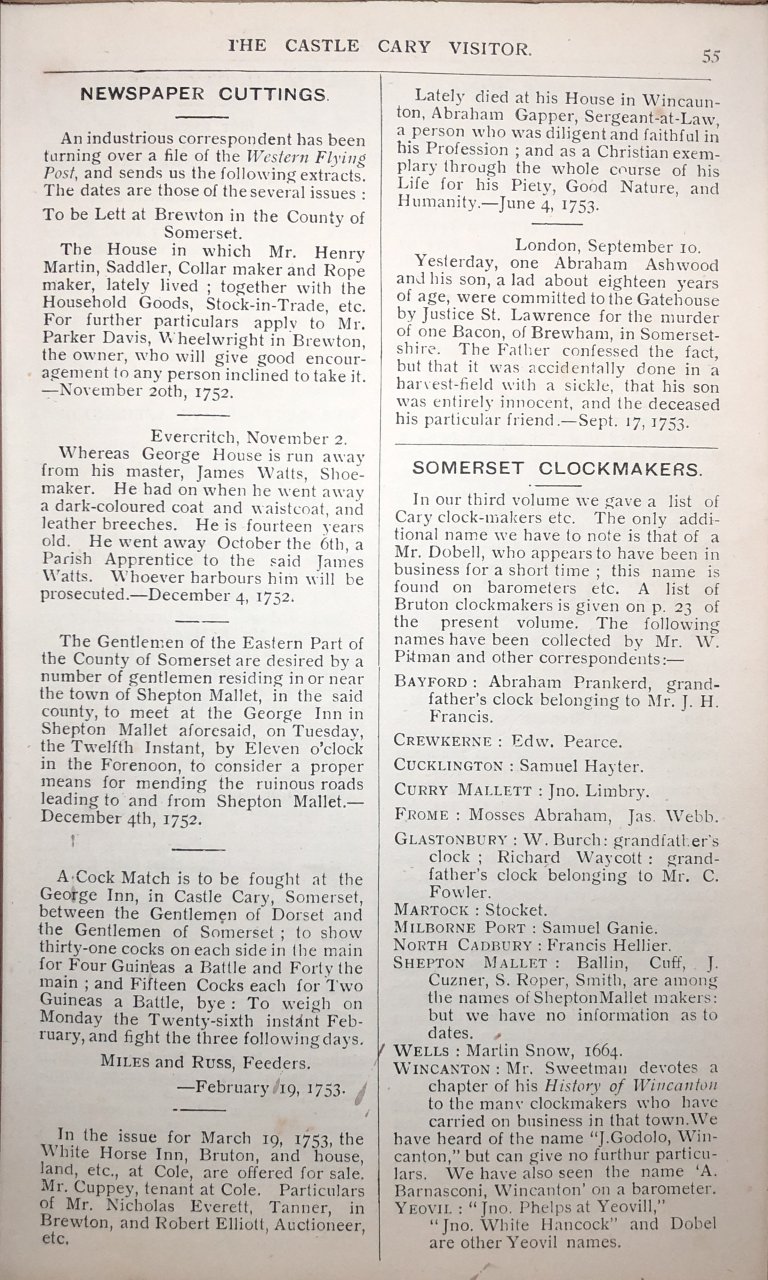 THE CASTLE CARY VISITOR.
55
NEWSPAPER CUTTINGS.
An industrious correspondent has been
turning over a file of the Western Flying
Post, and sends us the following extracts.
The dates are those of the several issues :
To be Lett at Brewton in the County of
Somerset.
The House in which Mr. Henry
Martin, Saddler, Collar maker and Rope
maker, lately lived ; together with the
Household Goods, Stock-in-Trade, etc.
For further particulars apply to Mr.
Parker Davis, Wheelwright in Brewton,
the owner, who will give good encour-
agement to any person inclined to take it.
—November 20th, 1752.
Evercritch, November 2.
Whereas George House is run away
from his master, James Watts, Shoe-
maker. He had on when he went away
a dark-coloured coat and waistcoat, and
leather breeches. He is fourteen years
old. He went away October the 6th, a
Parish Apprentice to the said James
Watts. Whoever harbours him will be
prosecuted.—December 4, 1752.
The Gentlemen of the Eastern Part of
the County of Somerset are desired by a
number of gentlemen residing in or near
the town of Shepton Mallet, in the said
county, to meet at the George Inn in
Shepton Mallet aforesaid, on Tuesday,
the Twelfth Instant, by Eleven o'clock
in the Forenoon, to consider a proper
means for mending the ruinous roads
leading to and from Shepton Mallet.—
December 4th, 1752.
A Cock Match is to be fought at the
George Inn, in Castle Cary, Somerset,
between the Gentlemen of Dorset and
the Gentlemen of Somerset ; to show
thirty-one cocks on each side in the main
for Four Guineas a Battle and Forty the
main ; and Fifteen Cocks each for Two
Guineas a Battle, bye : To weigh on
Monday the Twenty-sixth instant Feb-
ruary, and fight the three following days.
MILES and RUSS, Feeders.
—February 19, 1753.
In the issue for March 19, 1753, the
White Horse Inn, Bruton, and house,
land, etc., at Cole, are offered for sale.
Mr. Cuppey, tenant at Cole. Particulars
of Mr. Nicholas Everett, Tanner, in
Brewton, and Robert Elliott, Auctioneer,
etc.
Lately died at his House in Wincaun-
ton, Abraham Gapper, Sergeant-at-Law,
a person who was diligent and faithful in
his Profession ; and as a Christian exem-
plary through the whole course of his
Life for his Piety, Good Nature, and
Humanity.—June 4, 1753.
London, September 10.
Yesterday, one Abraham Ashwood
and his son, a lad about eighteen years
of age, were committed to the Gatehouse
by Justice St. Lawrence for the murder
of one Bacon, of Brewham, in Somerset-
shire. The Father confessed the fact,
but that it was accidentally done in a
harvest-field with a sickle, that his son
was entirely innocent, and the deceased
his particular friend.—Sept. 17, 1753.
SOMERSET CLOCKMAKERS.
In our third volume we gave a list of
Cary clock-makers etc. The only addi-
tional name we have to note is that of a
Mr. Dobell, who appears to have been in
business for a short time ; this name is
found on barometers etc. A list of
Bruton clockmakers is given on p. 23 of
the present volume. The following
names have been collected by Mr. W.
Pitman and other correspondents:—
BAYFORD : Abraham Prankerd, grand-
father's clock belonging to Mr. J. H.
Francis.
CREWKERNE : Edw. Pearce.
CUCKLINGTON : Samuel Hayter.
CURRY MALLETT : Jno. Limbry.
FROME : Mosses Abraham, Jas. Webb.
GLASTONBURY : W. Burch: grandfather's
clock ; Richard Waycott : grand-
father's clock belonging to Mr. C.
Fowler.
MARTOCK : Stocket.
MILBORNE PORT : Samuel Ganie.
NORTH CADBURY : Francis Hellier.
SHEPTON MALLET : Ballin, Cuff, J.
Cuzner, S. Roper, Smith, are among
the names of Shepton Mallet makers:
but we have no information as to
dates.
WELLS : Martin Snow, 1664.
WINCANTON : Mr. Sweetman devotes a
chapter of his History of Wincanton
to the many clockmakers who have
carried on business in that town. We
have heard of the name "J.Godolo, Win-
canton," but can give no furthur particu-
lars. We have also seen the name 'A.
Barnasconi, Wincanton' on a barometer.
YEOVIL : "Jno. Phelps at Yeovill,"
"Jno. White Hancock" and Dobel
are other Yeovil names.